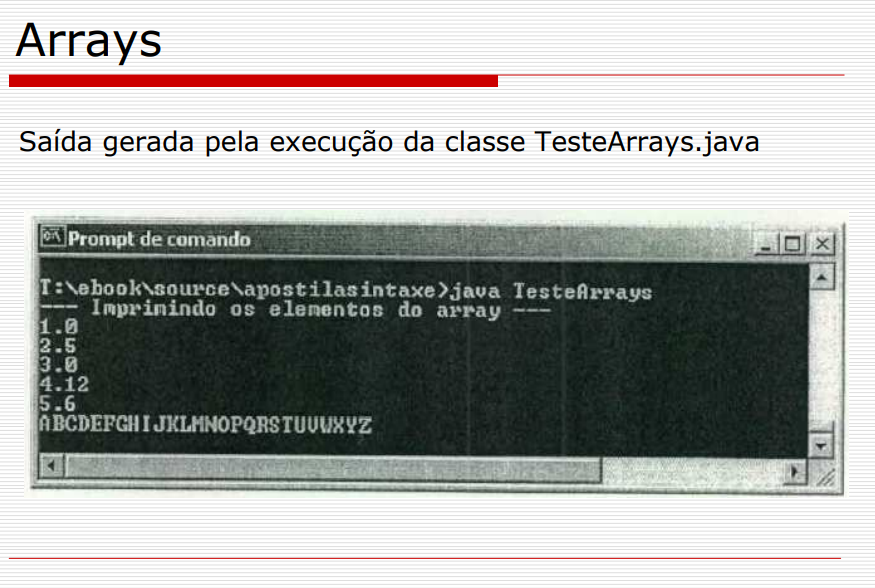 Arrays
Saída gerada pela execução da classe TesteArrays.java
Prompt de comando
T:\ebook\source\apostilasintaxe>java TesteArrays
--- Imprimindo os elementos do array ---
1.0
2.5
3.0
4.12
5.6
ABCDEFGHIJKLMNOPQRSTUVWXYZ